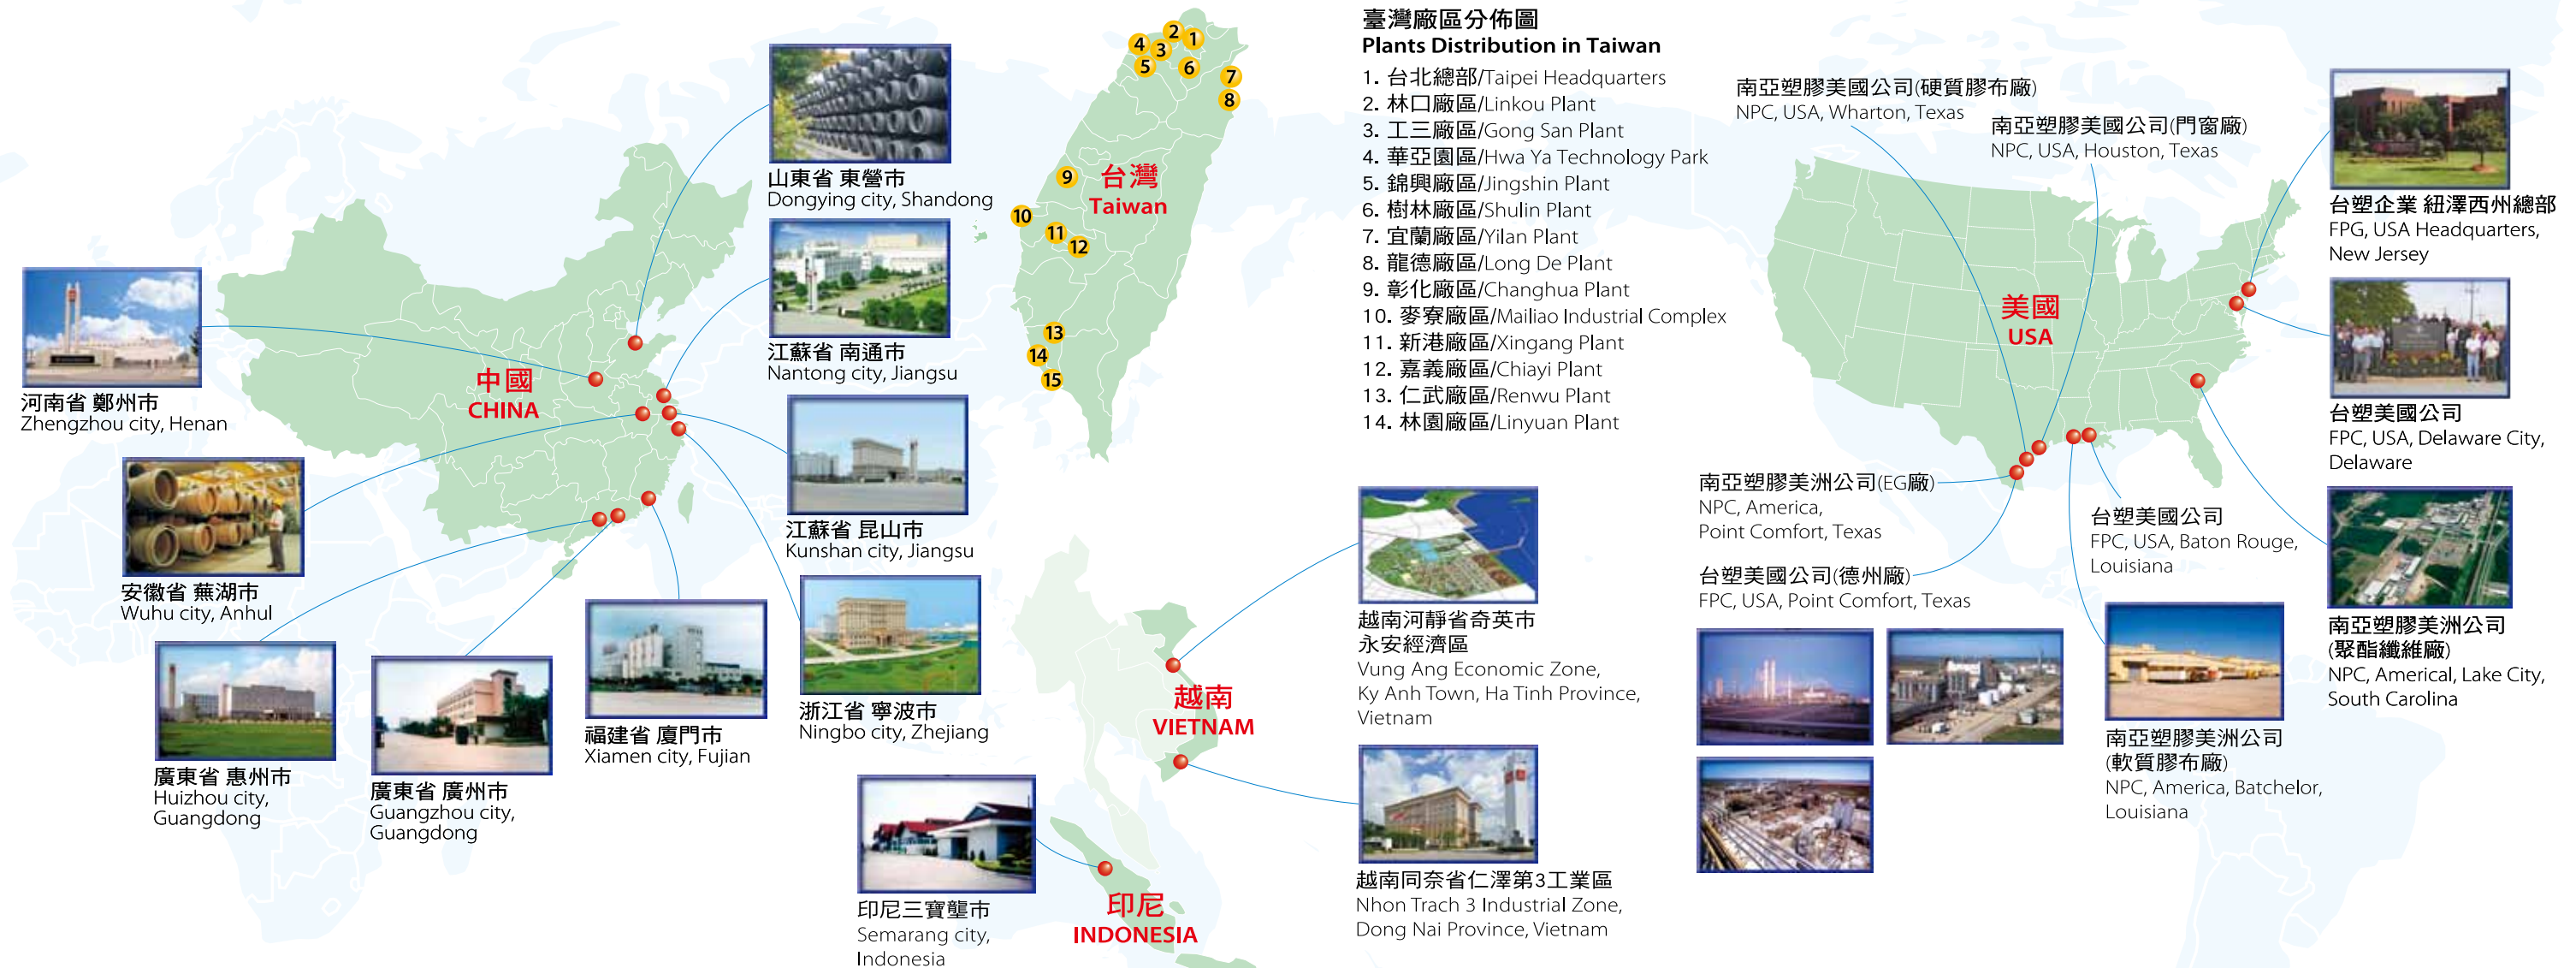 山東省 東營市
Dongying city, Shandong
江蘇省 南通市
Nantong city, Jiangsu
河南省 鄭州市
Zhengzhou city, Henan
中國
CHINA
江蘇省 昆山市
Kunshan city, Jiangsu
安徽省 蕪湖市
Wuhu city, Anhul
浙江省 寧波市
Ningbo city, Zhejiang
福建省 廈門市
Xiamen city, Fujian
廣東省 惠州市
Huizhou city,
Guangdong
廣東省 廣州市
Guangzhou city,
Guangdong
2
1
4
3
5
6
7
8
9
台灣
Taiwan
10
11
12
13
14
15
臺灣廠區分佈圖
Plants Distribution in Taiwan
1. 台北總部/Taipei Headquarters
2. 林口廠區/Linkou Plant
3. 工三廠區/Gong San Plant
4. 華亞園區/Hwa Ya Technology Park
5. 錦興廠區/Jingshin Plant
6. 樹林廠區/Shulin Plant
7. 宜蘭廠區/Yilan Plant
8. 龍德廠區/Long De Plant
9. 彰化廠區/Changhua Plant
10. 麥寮廠區/Mailiao Industrial Complex
11. 新港廠區/Xingang Plant
12. 嘉義廠區/Chiayi Plant
13. 仁武廠區/Renwu Plant
14. 林園廠區/Linyuan Plant
越南河靜省奇英市
永安經濟區
Vung Ang Economic Zone,
Ky Anh Town, Ha Tinh Province,
Vietnam
越南
VIETNAM
越南同奈省仁澤第3工業區
Nhon Trach 3 Industrial Zone,
Dong Nai Province, Vietnam
印尼三寶壟市
Semarang city,
Indonesia
印尼
INDONESIA
南亞塑膠美國公司(硬質膠布廠)
NPC, USA, Wharton, Texas
南亞塑膠美國公司(門窗廠)
NPC, USA, Houston, Texas
美國
USA
台塑企業 紐澤西州總部
FPG, USA Headquarters,
New Jersey
台塑美國公司
FPC, USA, Delaware City,
Delaware
南亞塑膠美洲公司(EG廠)
NPC, America,
Point Comfort, Texas
台塑美國公司(德州廠)
FPC, USA, Point Comfort, Texas
台塑美國公司
FPC, USA, Baton Rouge,
Louisiana
南亞塑膠美洲公司
(聚酯纖維廠)
NPC, Americal, Lake City,
South Carolina
南亞塑膠美洲公司
(軟質膠布廠)
NPC, America, Batchelor,
Louisiana